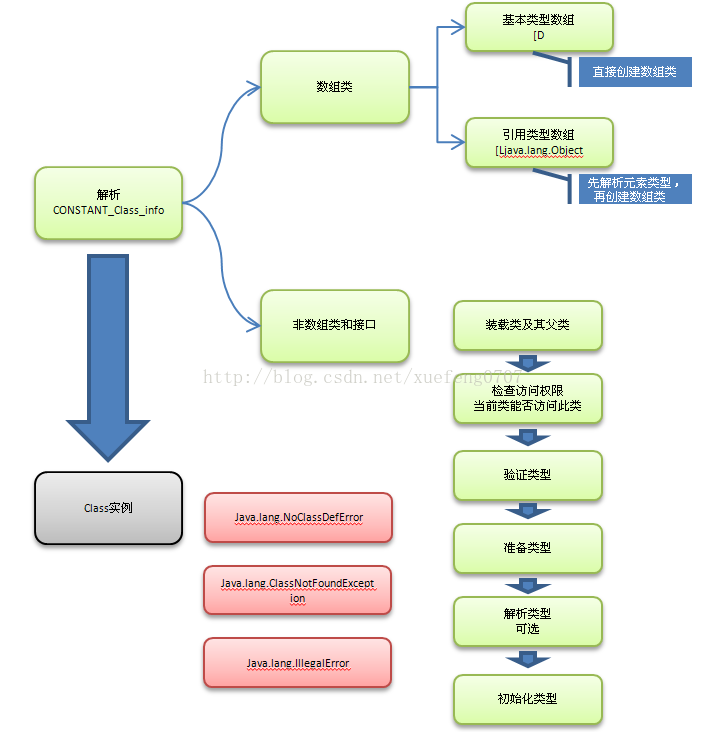 基本类型数组
[D
直接创建数组类
数组类
引用类型数组
[Ljava.lang.Object
先解析元素类型，
再创建数组类
解析
CONSTANT_Class_info
非数组类和接口
装载类及其父类
http://blog.csdn.net/xuefeng0707
检查访问权限
当前类能否访问此类
验证类型
Class实例
Java.lang.NoClassDefError
准备类型
Java.lang.ClassNotFoundExcept
ion
解析类型
可选
Java.lang.IllegalError
初始化类型